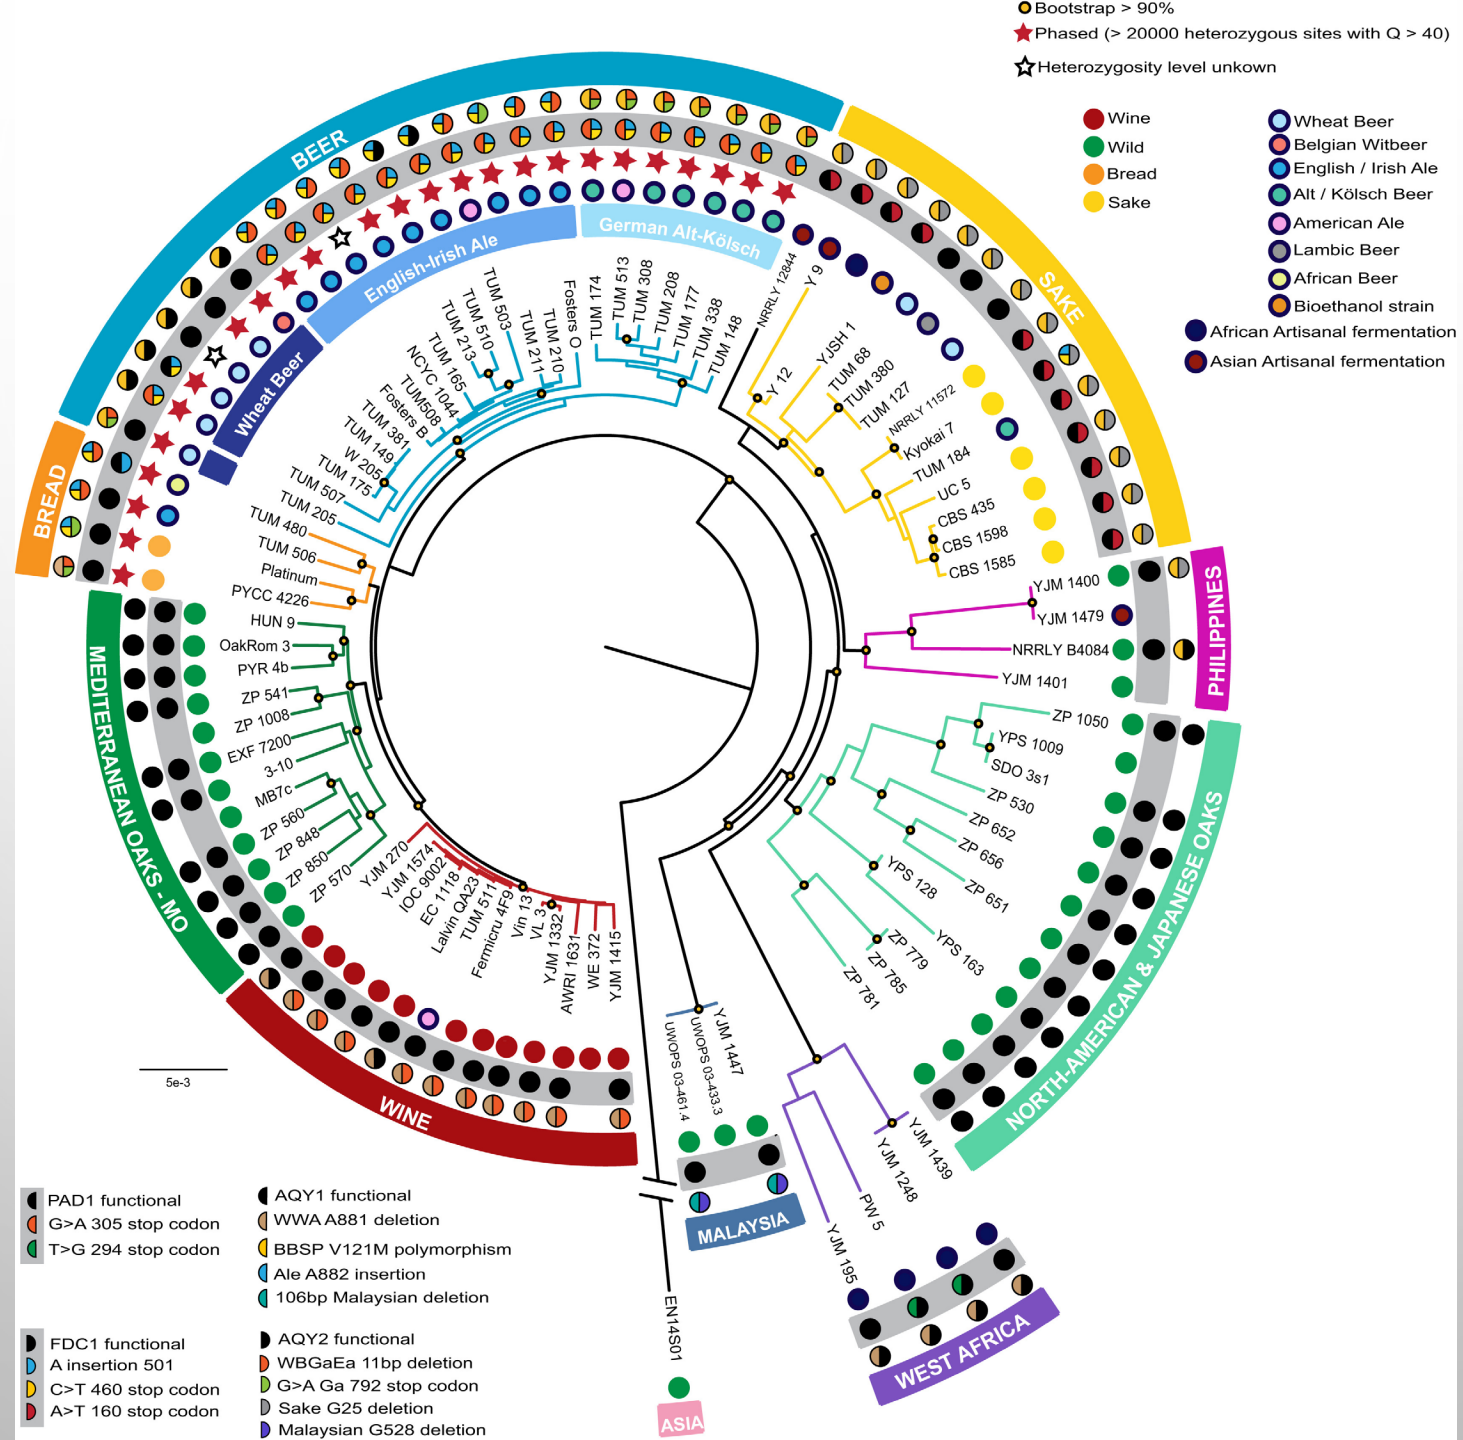 Bootstrap > 90%
Phased (> 20000 heterozygous sites with Q > 40)
Heterozygosity level unkown
Wine
Wild
Bread
Sake
Wheat Beer
Belgian Witbeer
English / Irish Ale
Alt / Kölsch Beer
American Ale
Lambic Beer
African Beer
Bioethanol strain
African Artisanal fermentation
Asian Artisanal fermentation
BEER
SAKE
BREAD
PHILIPPINES
MEDITERRANEAN OAKS - MO
NORTH-AMERICAN & JAPANESE OAKS
WINE
MALAYSIA
WEST AFRICA
ASIA
English-Irish Ale
German Alt-Kölsch
Wheat Beer
TUM 205
TUM 507
TUM 175
W 205
TUM 149
TUM 381
Fosters B
TUM508
NCYC 1044
TUM 165
TUM 213
TUM 510
TUM 503
TUM 211
TUM 210
Fosters O
TUM 174
TUM 513
TUM 308
TUM 208
TUM 177
TUM 338
TUM 148
NRRLY 12844
Y 9
Y 12
YJSH 1
TUM 68
TUM 380
TUM 127
NRRLY 11572
Kyokai 7
TUM 184
UC 5
CBS 435
CBS 1598
CBS 1585
YJM 1400
YJM 1479
NRRLY B4084
YJM 1401
ZP 1050
YPS 1009
SDO 3s1
ZP 530
ZP 652
ZP 656
ZP 651
YPS 128
YPS 163
ZP 779
ZP 785
ZP 781
YJM 1439
YJM 1248
PW 5
YJM 195
YJM 1447
UWOPS 03-433.3
UWOPS 03-461.4
EN14S01
TUM 480
TUM 506
Platinum
PYCC 4226
HUN 9
OakRom 3
PYR 4b
ZP 541
ZP 1008
EXF 7200
3-10
MB7c
ZP 560
ZP 848
ZP 850
ZP 570
YJM 270
YJM 1574
IOC 9002
EC 1118
Lalvin QA23
TUM 511
Fermicru 4F9
Vin 13
VL 3
YJM 1332
AWRI 1631
WE 372
YJM 1415
5e-3
PAD1 functional
G>A 305 stop codon
T>G 294 stop codon
FDC1 functional
A insertion 501
C>T 460 stop codon
A>T 160 stop codon
AQY1 functional
WWA A881 deletion
BBSP V121M polymorphism
Ale A882 insertion
106bp Malaysian deletion
AQY2 functional
WBGaEa 11bp deletion
G>A Ga 792 stop codon
Sake G25 deletion
Malaysian G528 deletion